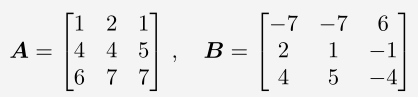 A = [1 2 1
4 4 5
6 7 7] , B = [-7 -7 6
2 1 -1
4 5 -4]